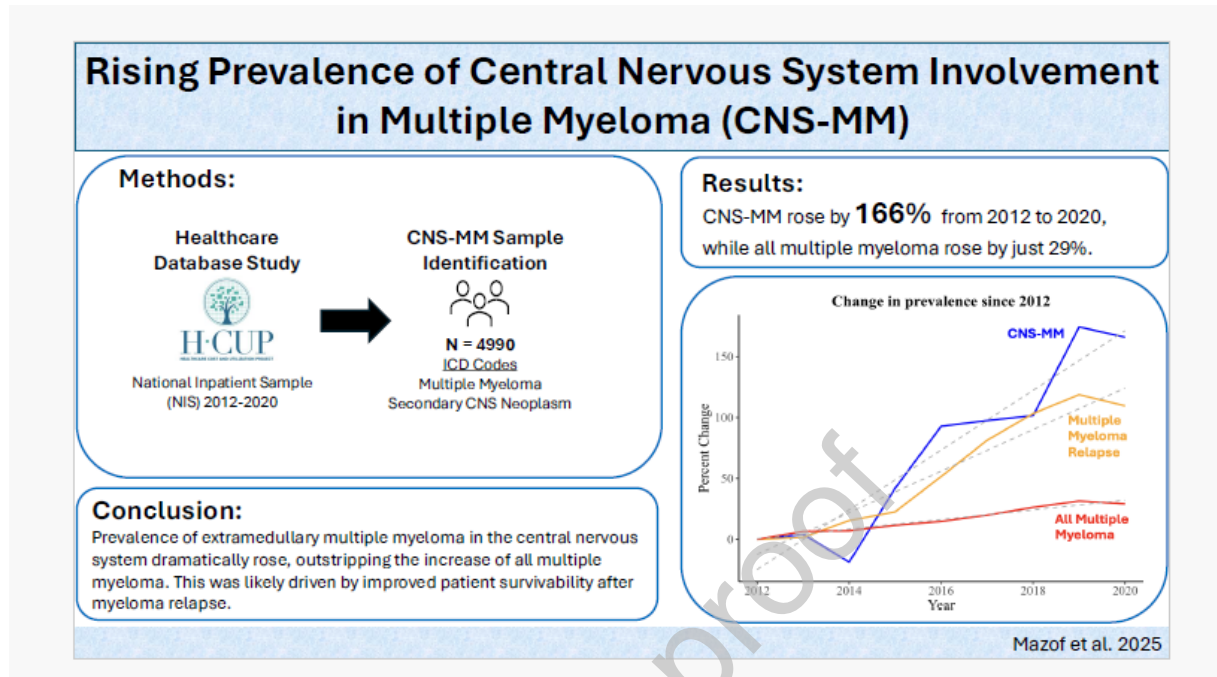 Rising Prevalence of Central Nervous System Involvement
in Multiple Myeloma (CNS-MM)
Methods:
Healthcare
Database Study
H·CUP
HEALTHCARE COST AND UTILIZATION PROJECT
National Inpatient Sample
(NIS) 2012-2020
CNS-MM Sample
Identification
N = 4990
ICD Codes
Multiple Myeloma
Secondary CNS Neoplasm
Conclusion:
Prevalence of extramedullary multiple myeloma in the central nervous
system dramatically rose, outstripping the increase of all multiple
myeloma. This was likely driven by improved patient survivability after
myeloma relapse.
Results:
CNS-MM rose by 166% from 2012 to 2020,
while all multiple myeloma rose by just 29%.
Change in prevalence since 2012
CNS-MM
Multiple
Myeloma
Relapse
All Multiple
Myeloma
Percent Change
150
100
50
0
2012
2014
2016
2018
2020
Year
Mazof et al. 2025
proof